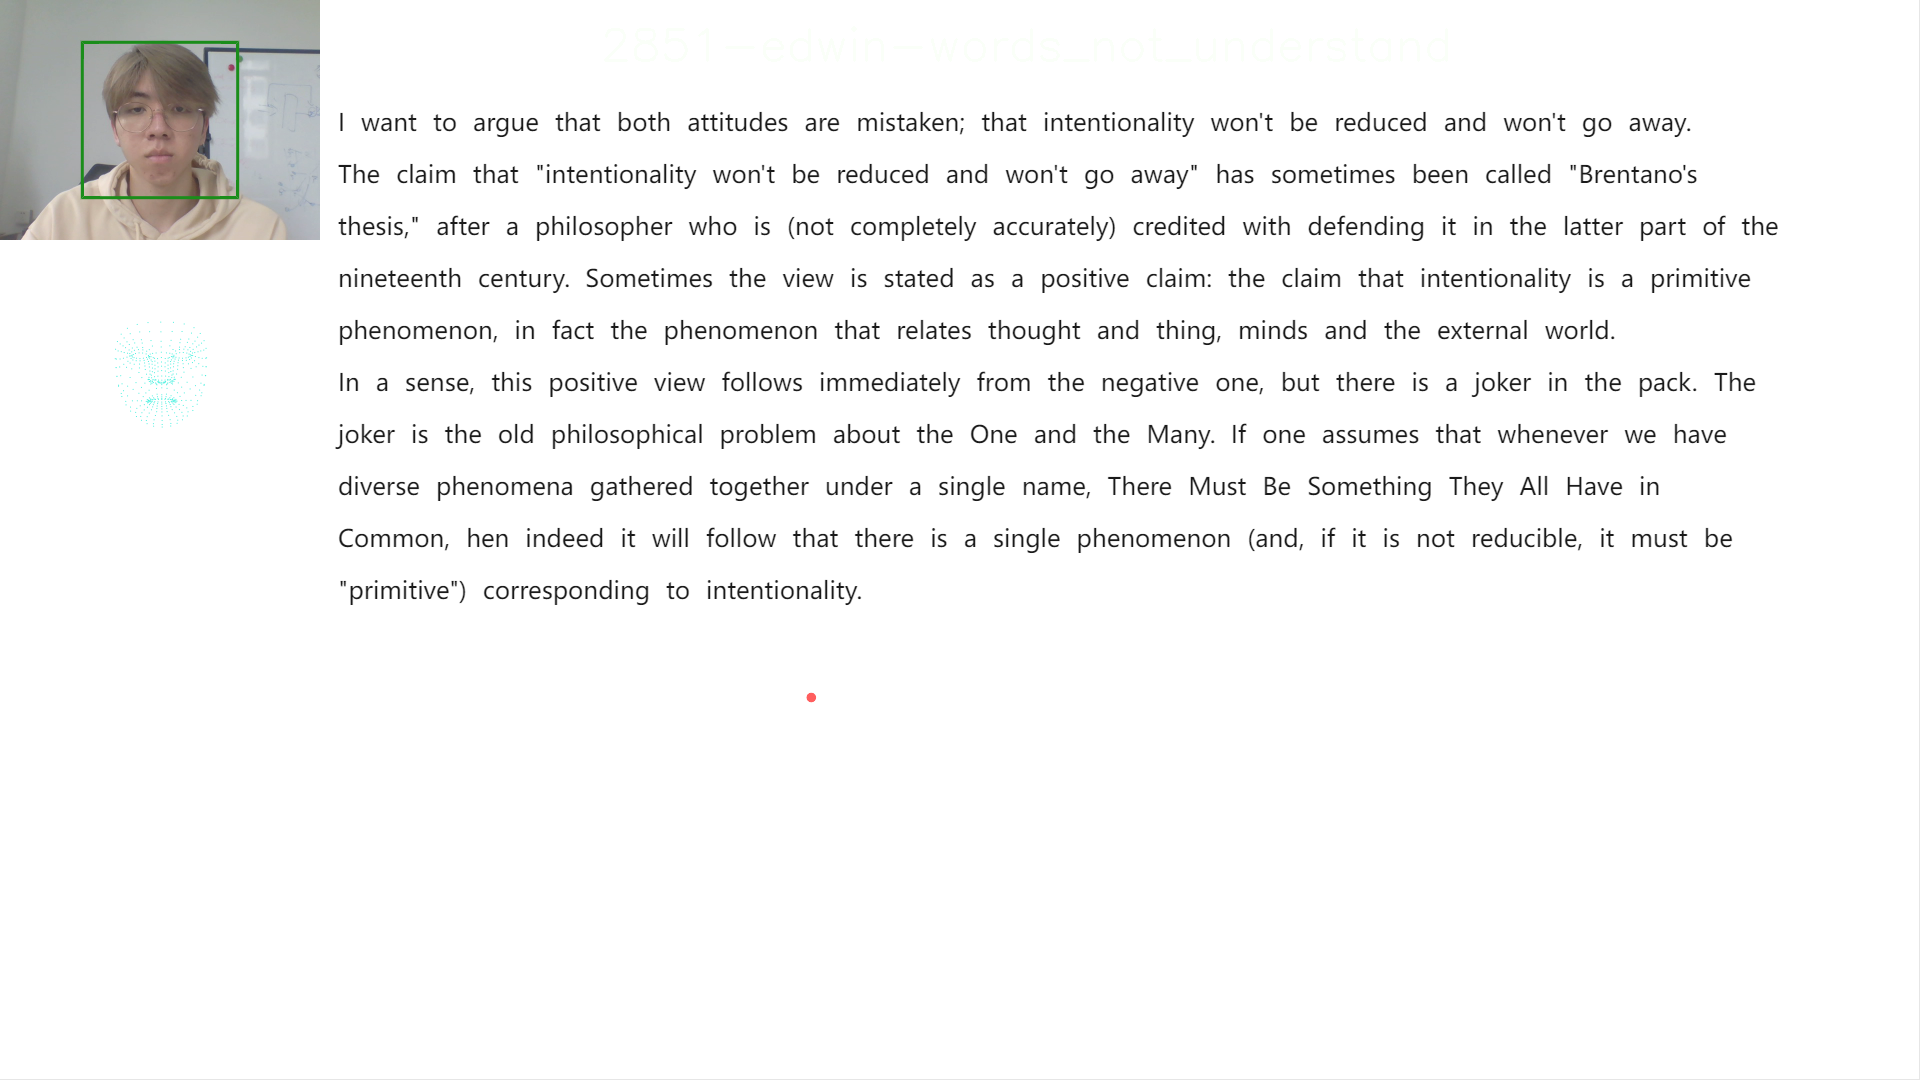 2851 edwin words_not_understand
I want to argue that both attitudes are mistaken; that intentionality won't be reduced and won't go away.
The claim that "intentionality won't be reduced and won't go away" has sometimes been called "Brentano's
thesis," after a philosopher who is (not completely accurately) credited with defending it in the latter part of the
nineteenth century. Sometimes the view is stated as a positive claim: the claim that intentionality is a primitive
phenomenon, in fact the phenomenon that relates thought and thing, minds and the external world.
In a sense, this positive view follows immediately from the negative one, but there is a joker in the pack. The
joker is the old philosophical problem about the One and the Many. If one assumes that whenever we have
diverse phenomena gathered together under a single name, There Must Be Something They All Have in
Common, hen indeed it will follow that there is a single phenomenon (and, if it is not reducible, it must be
"primitive") corresponding to intentionality.